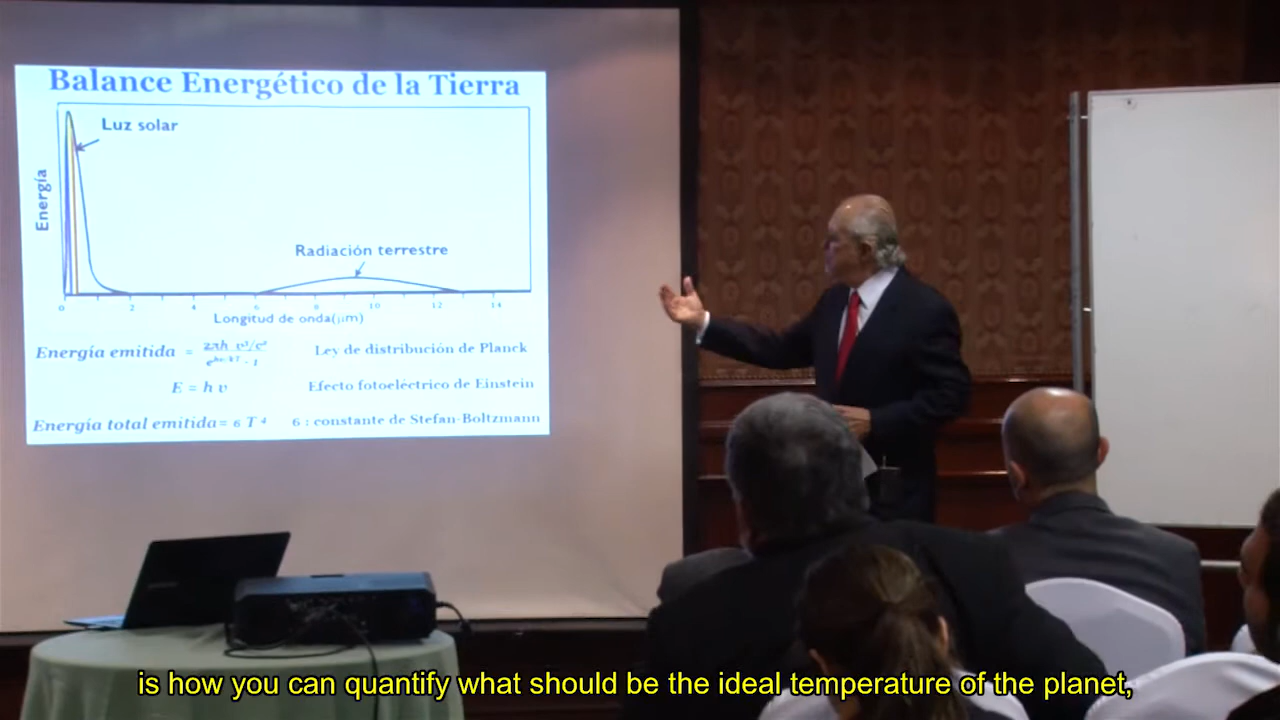 Balance Energético de la Tierra
Luz solar
Energía
Radiación terrestre
0 2 4 6 8 10 12 14
Longitud de onda(μm)
Energía emitida = Ley de distribución de Planck
E = h υ Efecto fotoeléctrico de Einstein
Energía total emitida= 6 T 4 6 : constante de Stefan-Boltzmann
is how you can quantify what should be the ideal temperature of the planet,